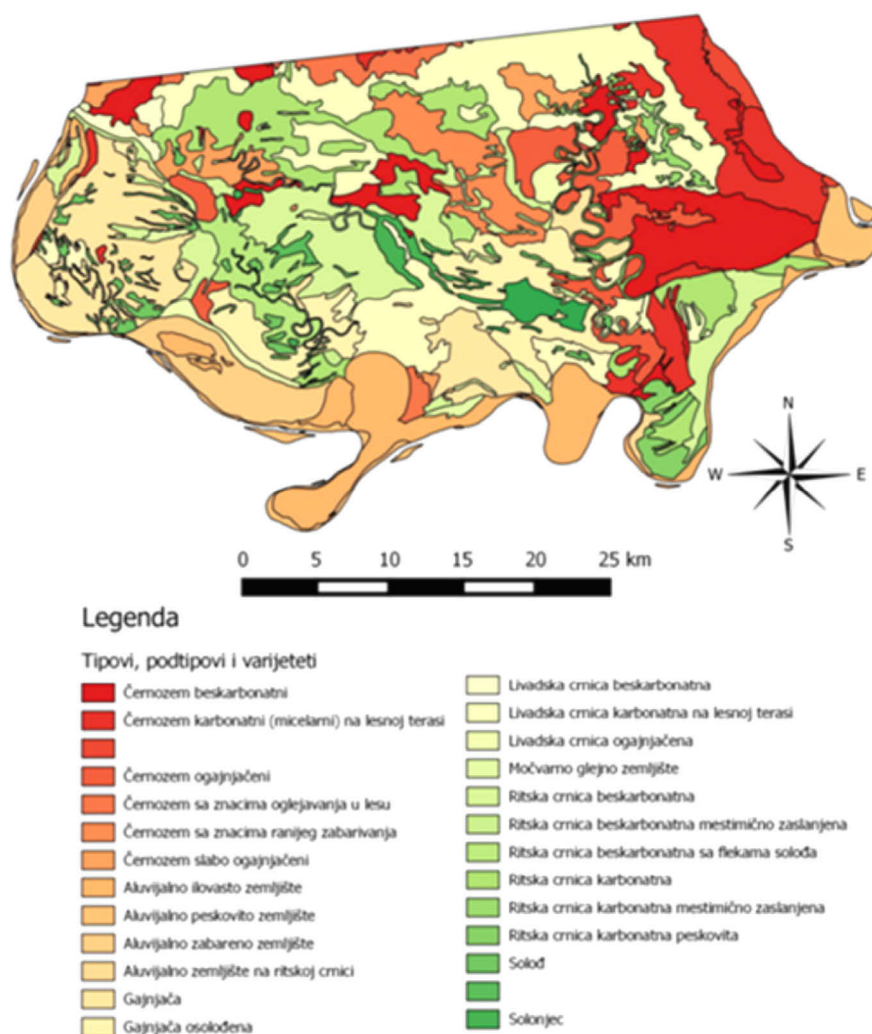 N
W
E
S
0 5 10 15 20 25 km
Legenda
Tipovi, podtipovi i varijeteti
Černozem beskarbonatni
Černozem karbonatni (micelarni) na lesnoj terasi
Černozem ogajnjačeni
Černozem sa znacima oglejavanja u lesu
Černozem sa znacima ranijeg zabarivanja
Černozem slabo ogajnjačeni
Aluvijalno ilovasto zemljište
Aluvijalno peskovito zemljište
Aluvijalno zabareno zemljište
Aluvijalno zemljište na ritskoj crnici
Gajnjača
Gajnjača osolođena
Livadska crnica beskarbonatna
Livadska crnica karbonatna na lesnoj terasi
Livadska crnica ogajnjačena
Močvarno glejno zemljište
Ritska crnica beskarbonatna
Ritska crnica beskarbonatna mestimično zaslanjena
Ritska crnica beskarbonatna sa flekama solođa
Ritska crnica karbonatna
Ritska crnica karbonatna mestimično zaslanjena
Ritska crnica karbonatna peskovita
Solođ
Solonjec